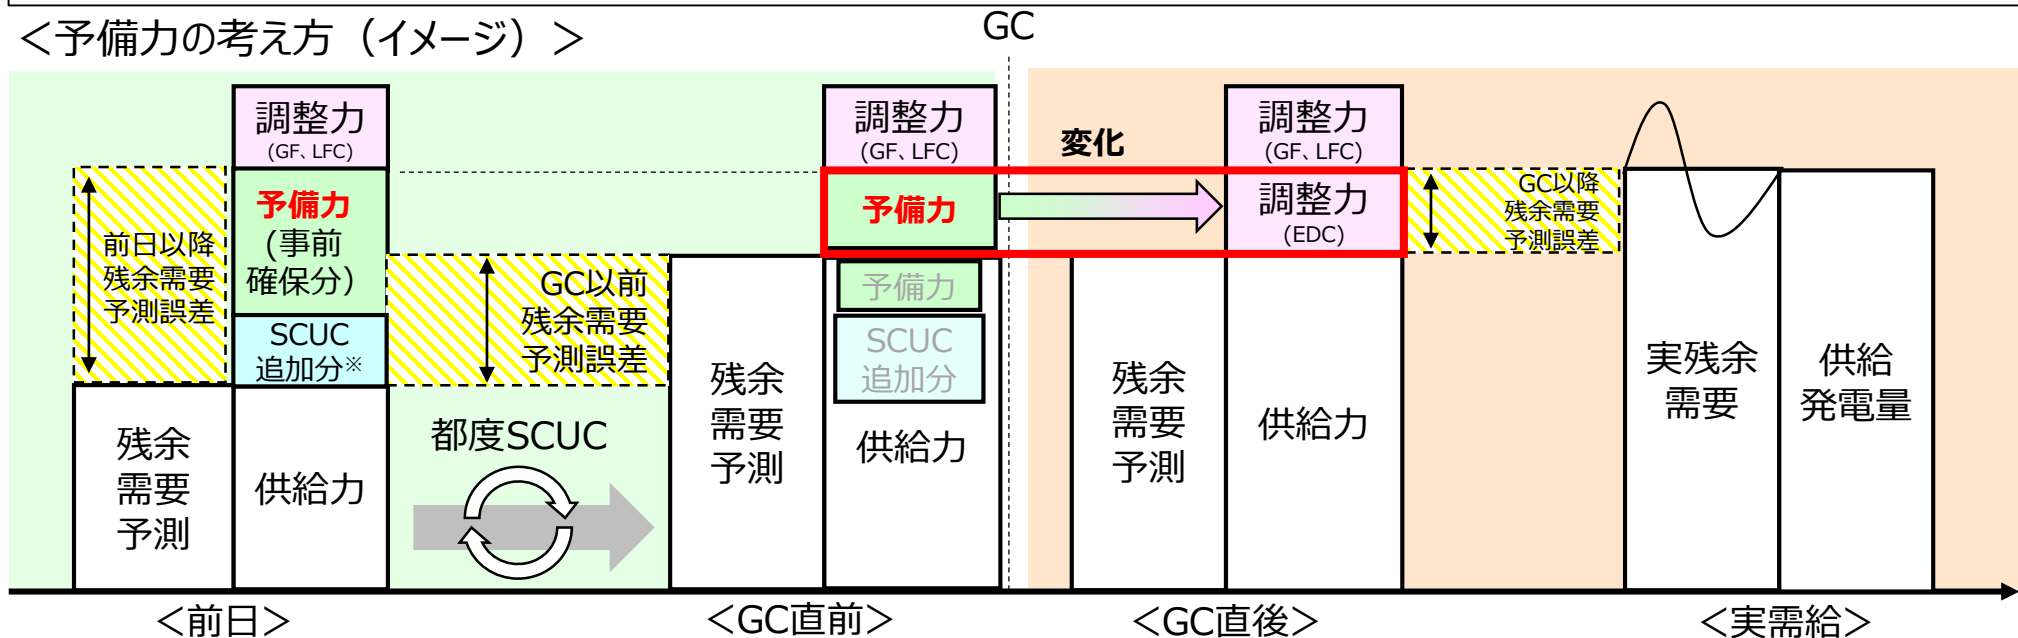 ＜予備力の考え方（イメージ）＞
GC
調整力
(GF、LFC)
予備力
(事前
確保分）
SCUC
追加分※
供給力
前日以降
残余需要
予測誤差
残余
需要
予測
GC以前
残余需要
予測誤差
都度SCUC
残余
需要
予測
調整力
(GF、LFC)
予備力
予備力
SCUC
追加分
供給力
変化
残余
需要
予測
調整力
(GF、LFC)
調整力
(EDC)
供給力
GC以降
残余需要
予測誤差
実残余
需要
供給
発電量
＜前日＞
＜GC直前＞
＜GC直後＞
＜実需給＞